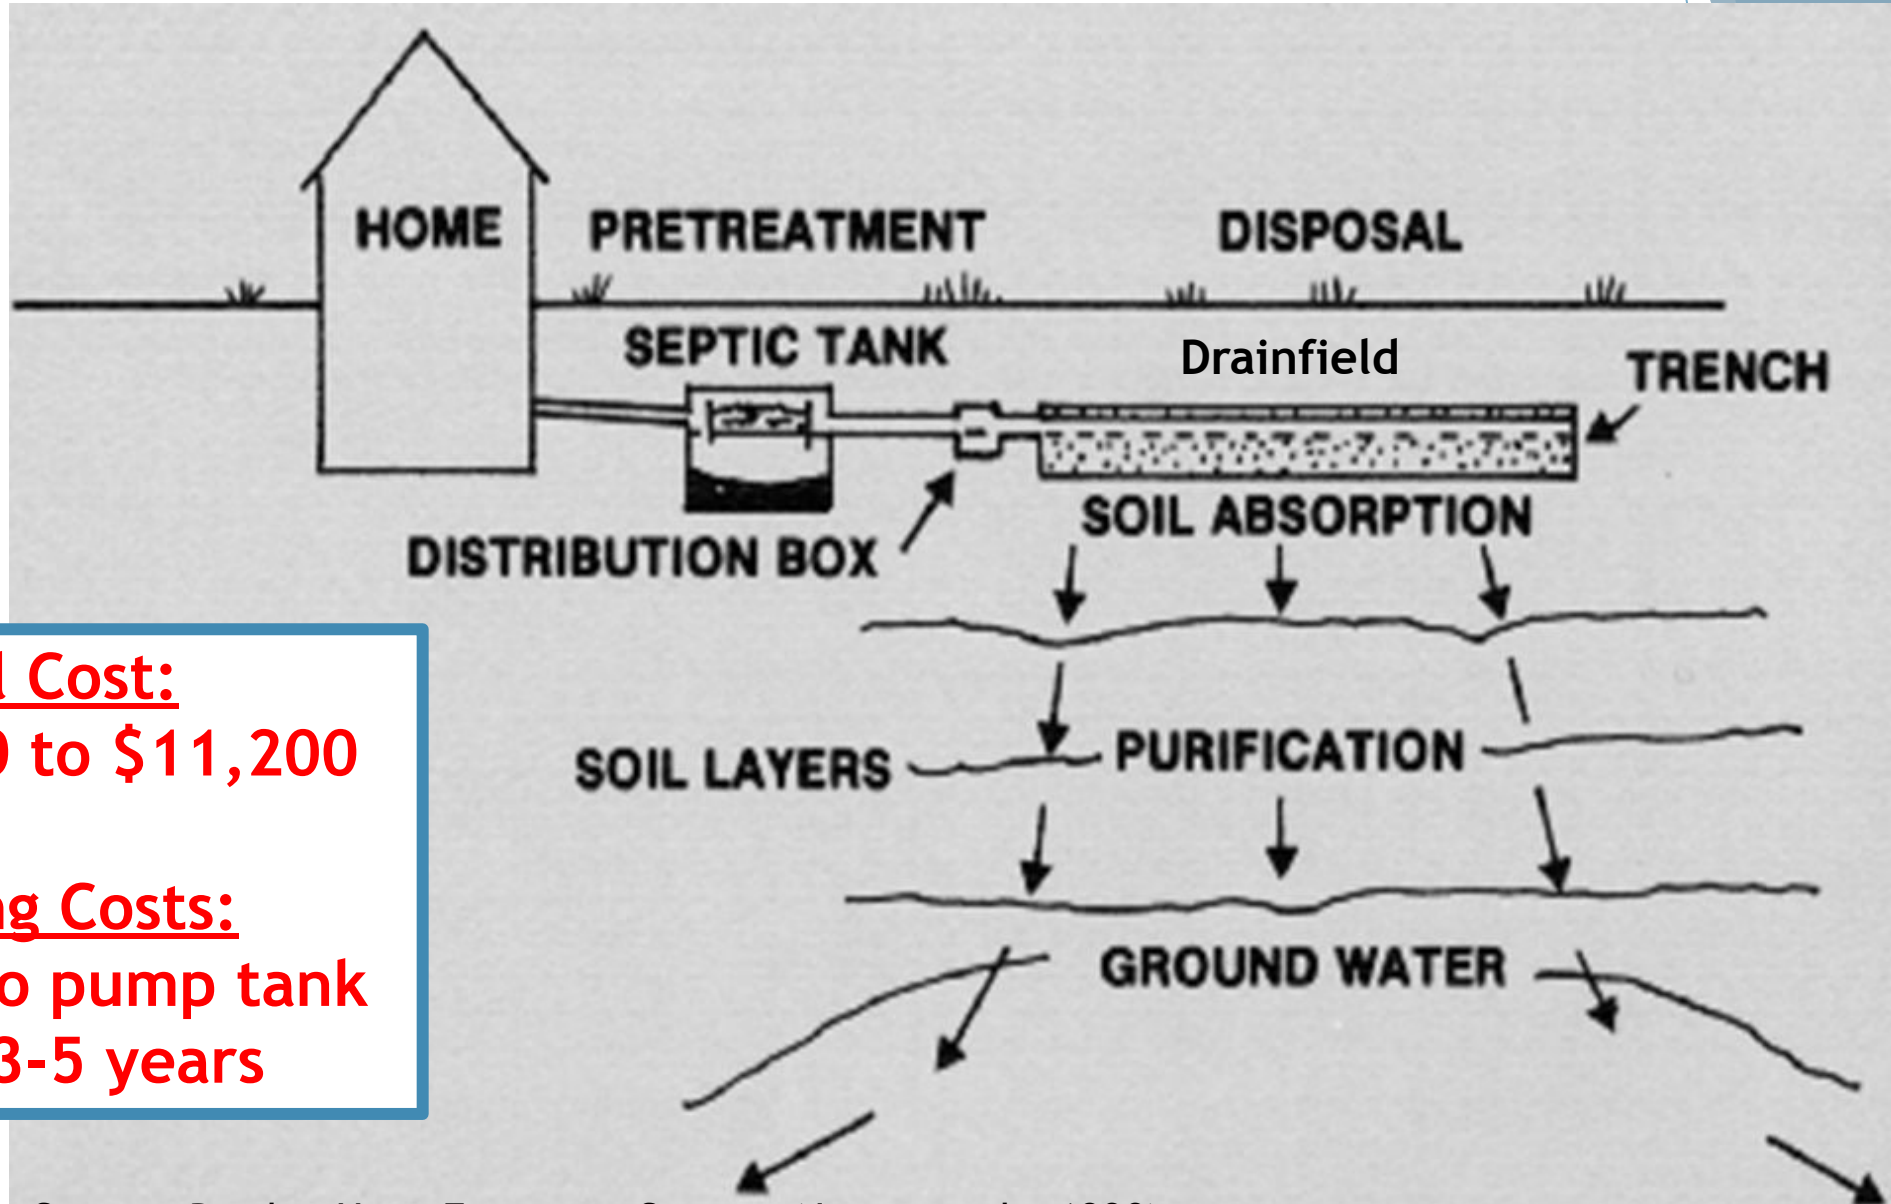 HOME
PRETREATMENT
DISPOSAL
SEPTIC TANK
Drainfield
TRENCH
SOIL ABSORPTION
DISTRIBUTION BOX
Cost:
to $11,200
SOIL LAYERS
PURIFICATION
Costs:
pump tank
3-5 years
GROUND WATER